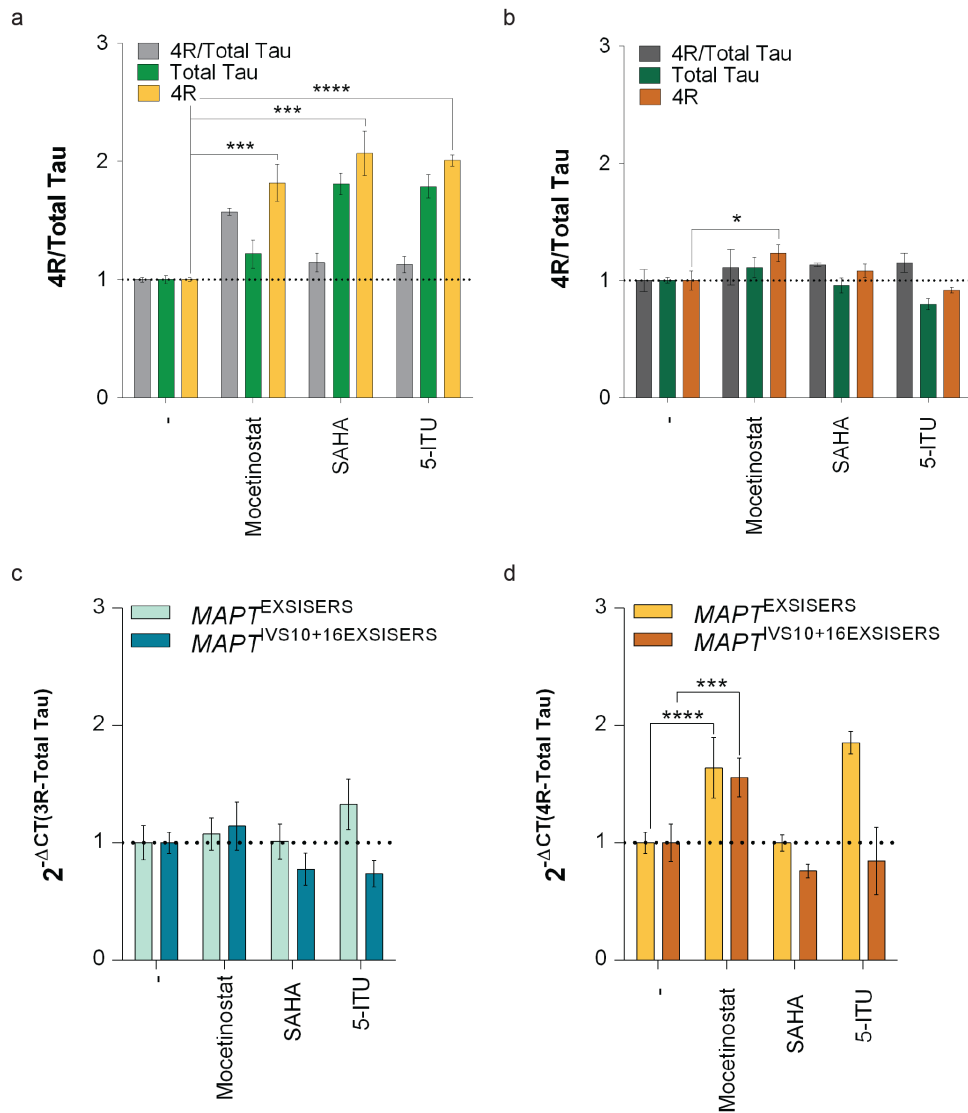 a
3
2
1
0
4R/Total Tau
4R/Total Tau
Total Tau
4R
****
***
***
-
Mocetinostat
SAHA
5-ITU
b
3
2
1
0
4R/Total Tau
4R/Total Tau
Total Tau
4R
*
-
Mocetinostat
SAHA
5-ITU
c
3
2
1
0
2-ΔCT(3R-Total Tau)
MAPTEXSISERS
MAPTIVS10+16EXSISERS
-
Mocetinostat
SAHA
5-ITU
d
3
2
1
0
2-ΔCT(4R-Total Tau)
MAPTEXSISERS
MAPTIVS10+16EXSISERS
***
****
-
Mocetinostat
SAHA
5-ITU